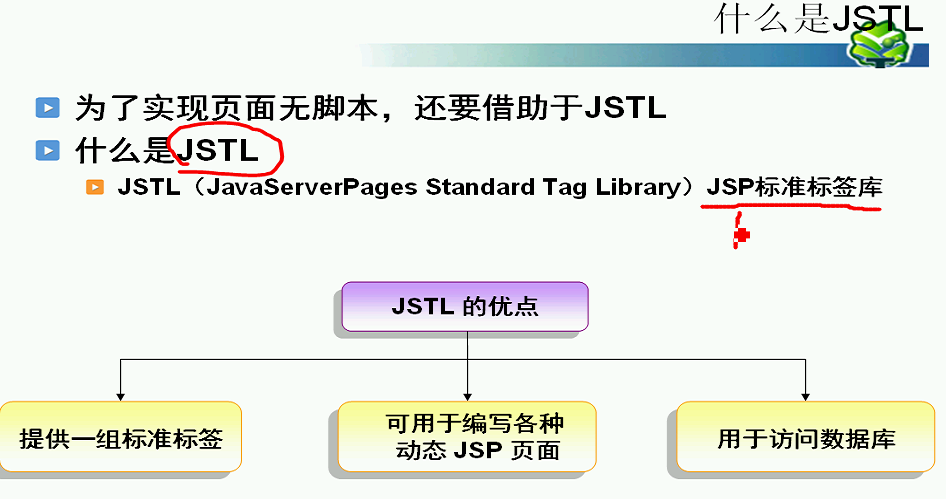 什么是JSTL
为了实现页面无脚本，还要借助于JSTL
什么是JSTL
JSTL（JavaServerPages Standard Tag Library）JSP标准标签库
JSTL 的优点
提供一组标准标签
可用于编写各种
动态 JSP 页面
用于访问数据库